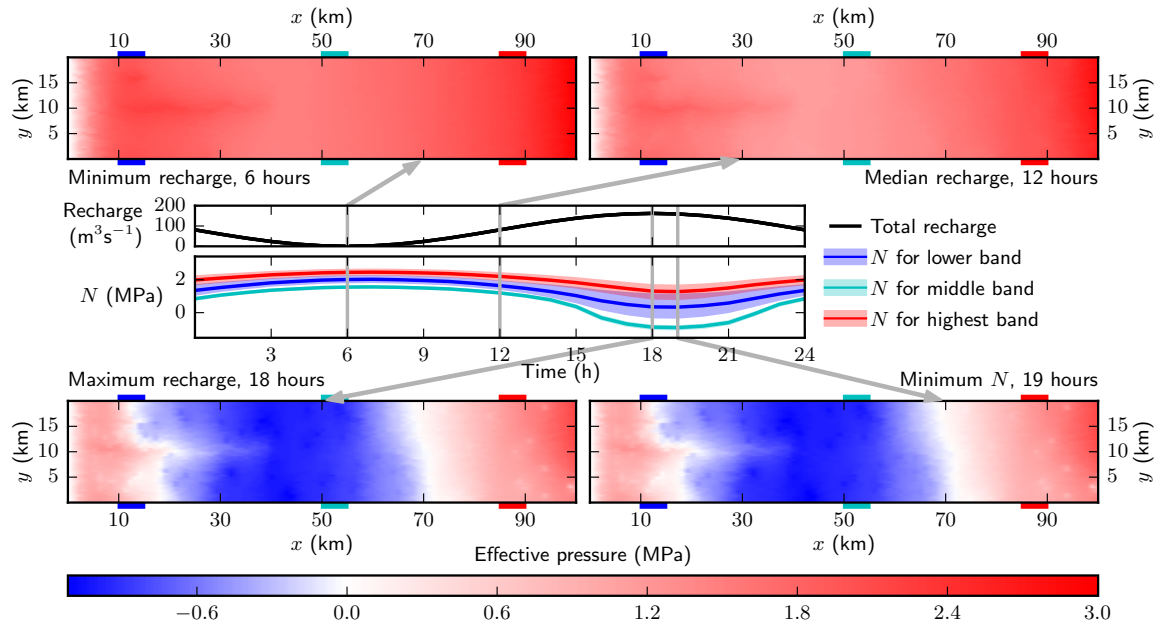 x (km)
10 30 50 70 90
x (km)
10 30 50 70 90
y (km)
15
10
5
15
10
5
y (km)
Minimum recharge, 6 hours
Median recharge, 12 hours
Recharge
(m³s⁻¹)
200
100
0
Total recharge
N for lower band
N for middle band
N for highest band
N (MPa)
2
0
3 6 9 12 15 18 21 24
Time (h)
Maximum recharge, 18 hours
Minimum N, 19 hours
y (km)
15
10
5
15
10
5
y (km)
10 30 50 70 90
x (km)
10 30 50 70 90
x (km)
Effective pressure (MPa)
−0.6 0.0 0.6 1.2 1.8 2.4 3.0